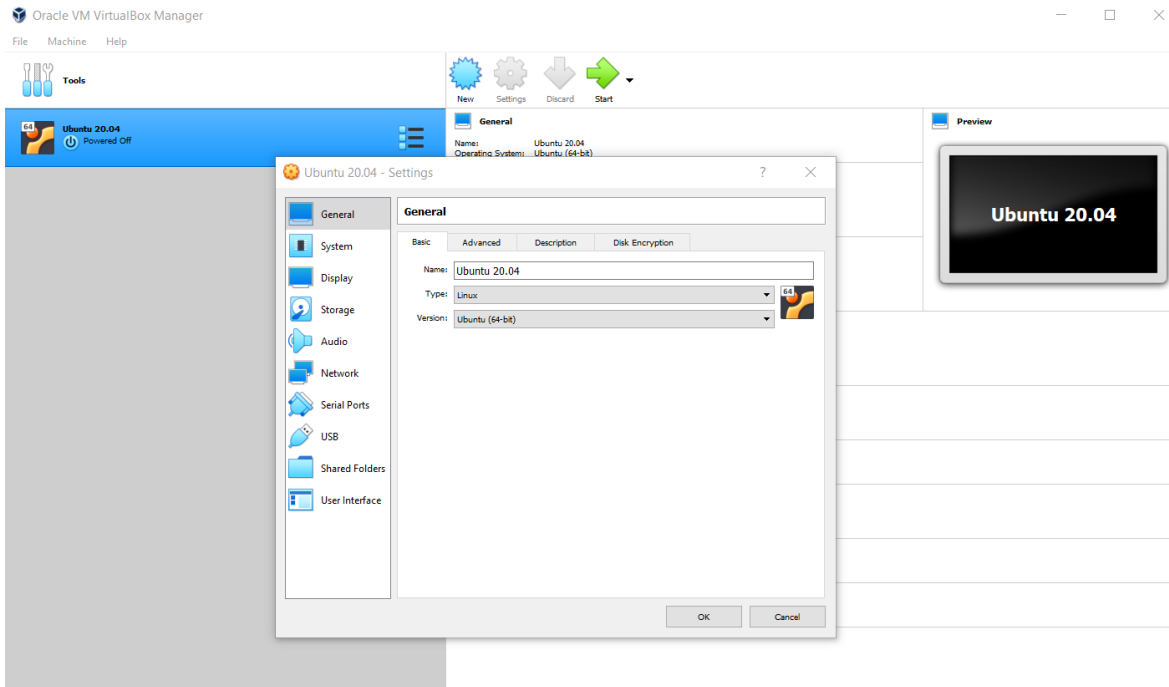 Oracle VM VirtualBox Manager
File Machine Help
Tools
New Settings Discard Start
64
Ubuntu 20.04
Powered Off
General
Name: Ubuntu 20.04
Operating System: Ubuntu (64-bit)
Preview
Ubuntu 20.04
Ubuntu 20.04 - Settings
?
General
System
Display
Storage
Audio
Network
Serial Ports
USB
Shared Folders
User Interface
General
Basic Advanced Description Disk Encryption
Name: Ubuntu 20.04
Type: Linux
64
Version: Ubuntu (64-bit)
OK Cancel